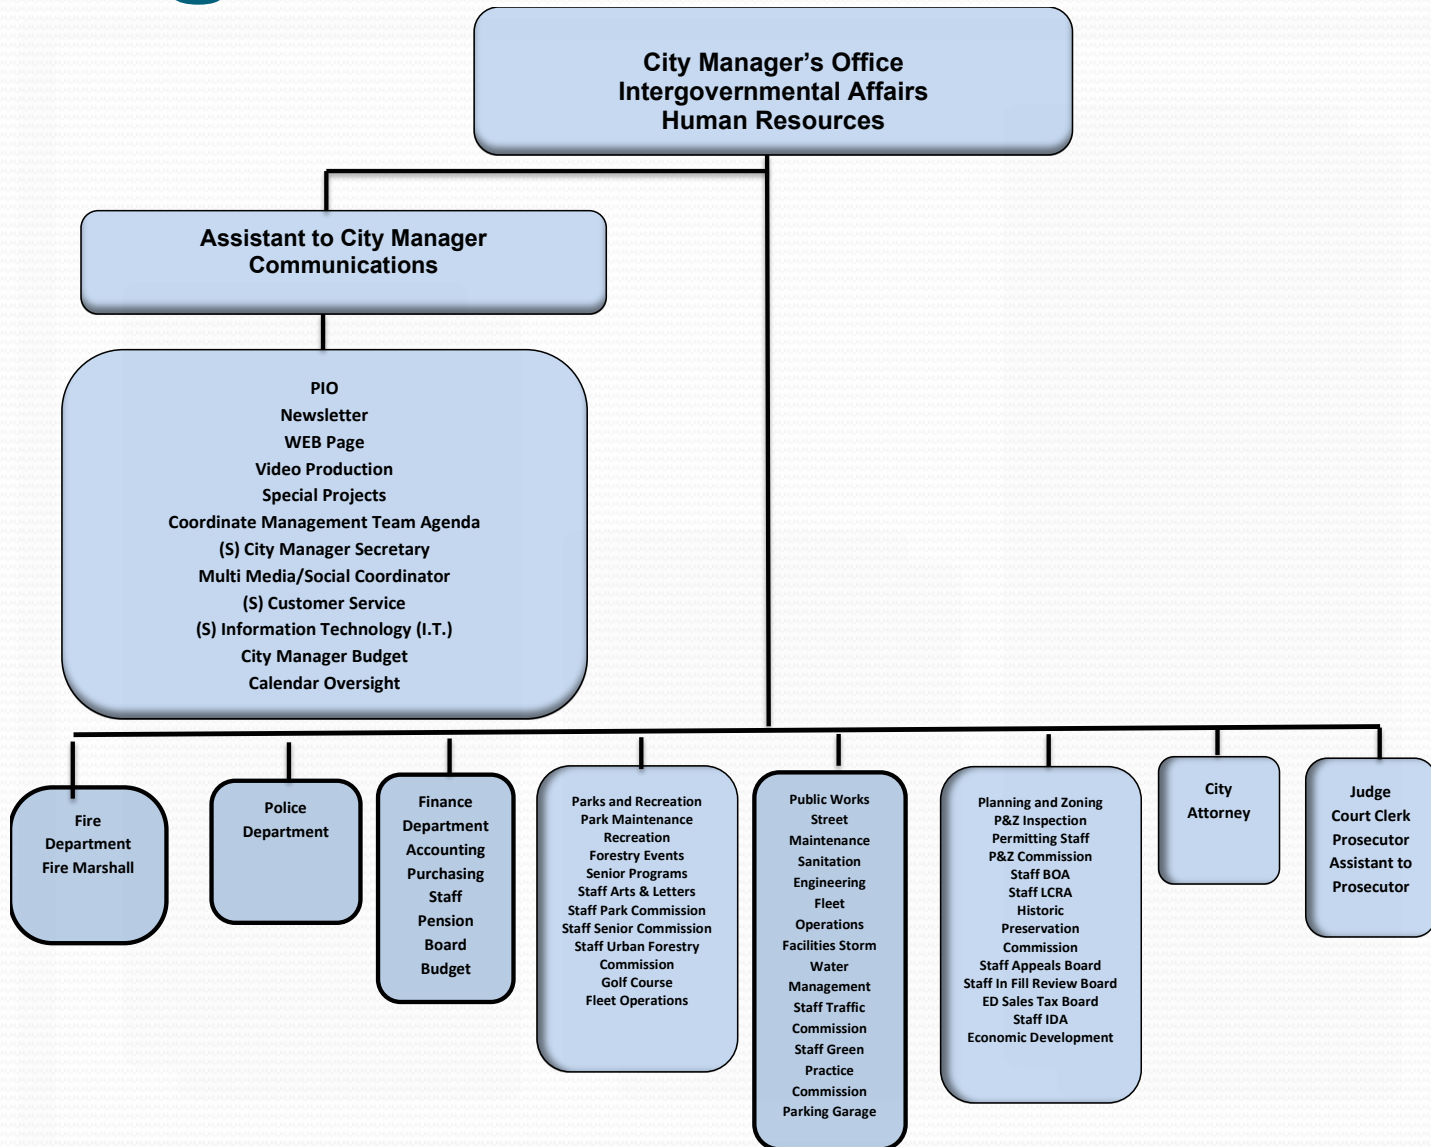 City Manager’s Office
Intergovernmental Affairs
Human Resources
Assistant to City Manager
Communications
PIO
Newsletter
WEB Page
Video Production
Special Projects
Coordinate Management Team Agenda
(S) City Manager Secretary
Multi Media/Social Coordinator
(S) Customer Service
(S) Information Technology (I.T.)
City Manager Budget
Calendar Oversight
Fire
Department
Fire Marshall
Police
Department
Finance
Department
Accounting
Purchasing
Staff
Pension
Board
Budget
Parks and Recreation
Park Maintenance
Recreation
Forestry Events
Senior Programs
Staff Arts & Letters
Staff Park Commission
Staff Senior Commission
Staff Urban Forestry
Commission
Golf Course
Fleet Operations
Public Works
Street
Maintenance
Sanitation
Engineering
Fleet
Operations
Facilities Storm
Water
Management
Staff Traffic
Commission
Staff Green
Practice
Commission
Parking Garage
Planning and Zoning
P&Z Inspection
Permitting Staff
P&Z Commission
Staff BOA
Staff LCRA
Historic
Preservation
Commission
Staff Appeals Board
Staff In Fill Review Board
ED Sales Tax Board
Staff IDA
Economic Development
City
Attorney
Judge
Court Clerk
Prosecutor
Assistant to
Prosecutor